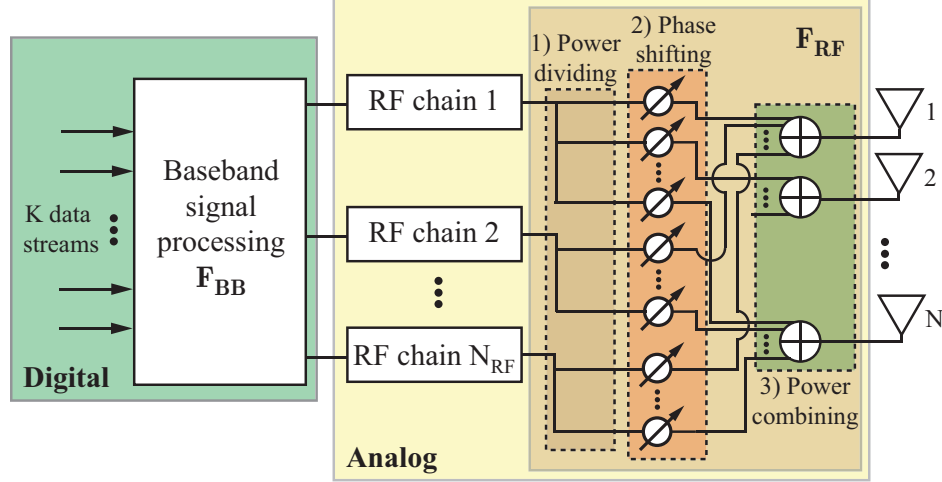 K data
streams
Digital
Baseband
signal
processing
F_BB
RF chain 1
RF chain 2
RF chain N_RF
Analog
1) Power
dividing
2) Phase
shifting
F_RF
3) Power
combining
1
2
N